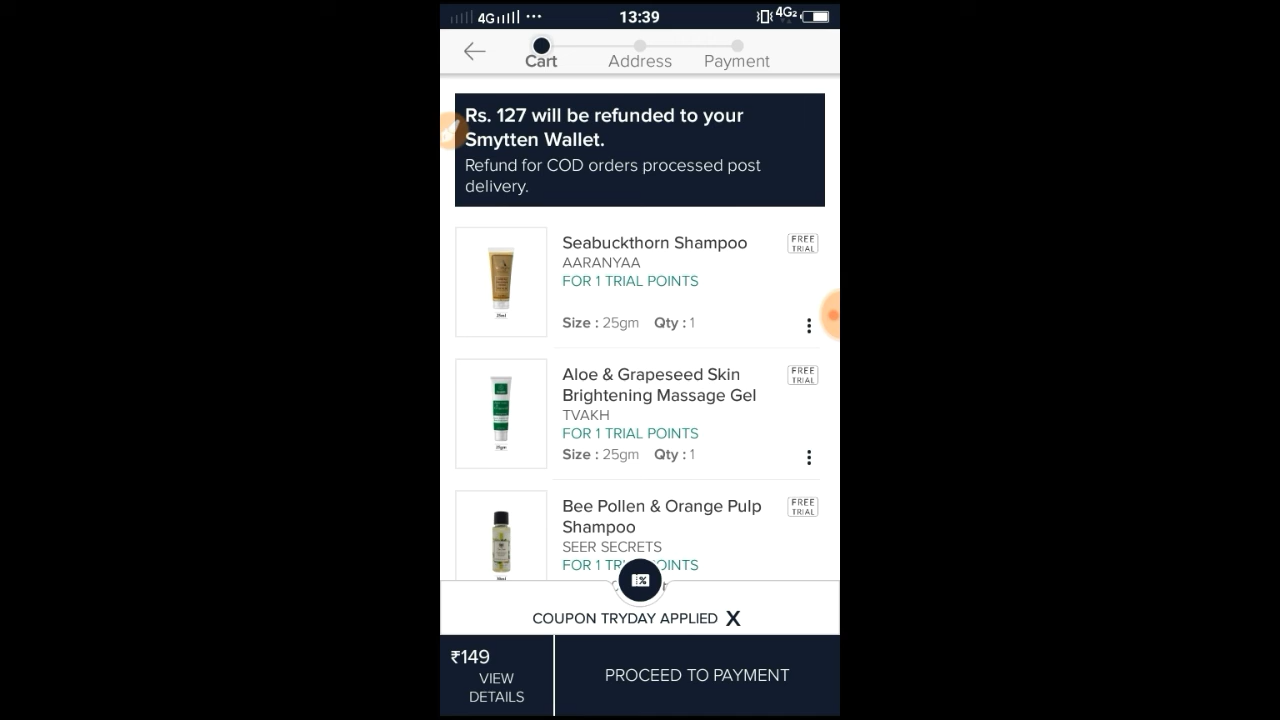 4G
13:39
4G2
Cart
Address
Payment
Rs. 127 will be refunded to your
Smytten Wallet.
Refund for COD orders processed post
delivery.
Seabuckthorn Shampoo
FREE
TRIAL
AARANYAA
FOR 1 TRIAL POINTS
Size : 25gm Qty : 1
Aloe & Grapeseed Skin
Brightening Massage Gel
FREE
TRIAL
TVAKH
FOR 1 TRIAL POINTS
Size : 25gm Qty : 1
Bee Pollen & Orange Pulp
Shampoo
FREE
TRIAL
SEER SECRETS
FOR 1
COUPON TRYDAY APPLIED X
₹149
VIEW
DETAILS
PROCEED TO PAYMENT